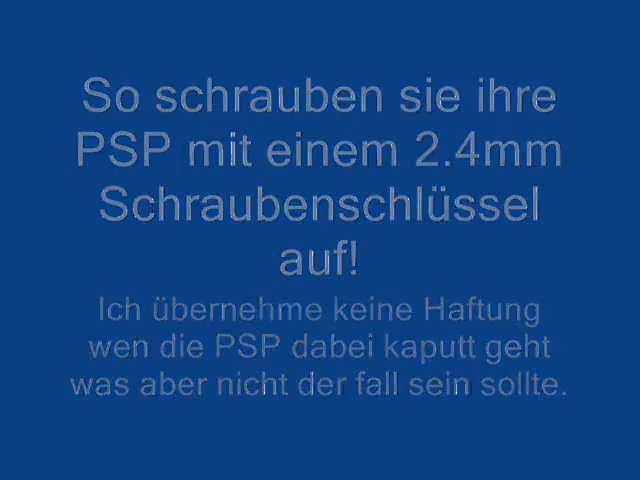 So schrauben sie ihre
PSP mit einem 2.4mm
Schraubenschlüssel
auf!
Ich übernehme keine Haftung
wen die PSP dabei kaputt geht
was aber nicht der fall sein sollte.